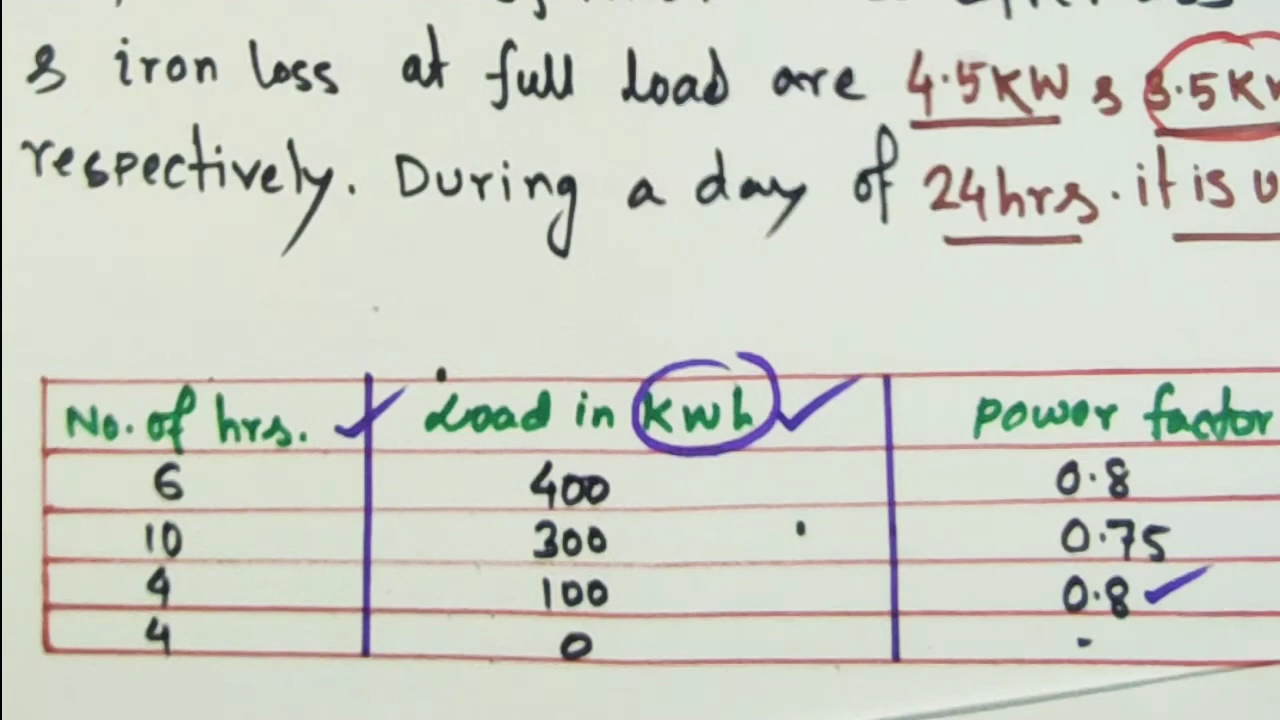 & iron loss at full load are 4.5KW & 3.5K
respectively. During a day of 24hrs. it is
No. of hrs. Load in KWh power factor
6 400 0.8
10 300 0.75
4 100 0.8
4 0 -